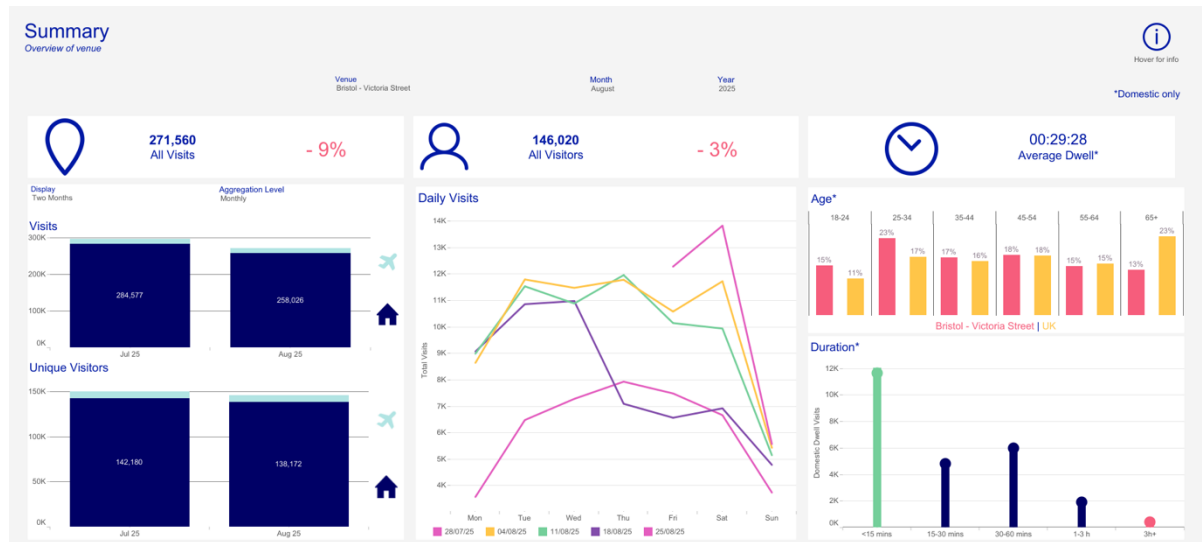 Summary
Overview of venue
Hover for info
Venue
Bristol - Victoria Street
Month
August
Year
2025
*Domestic only
271,560
All Visits
- 9%
146,020
All Visitors
- 3%
00:29:28
Average Dwell*
Display
Two Months
Aggregation Level
Monthly
Visits
300K
200K
100K
0K
284,577
258,026
Jul 25
Aug 25
Unique Visitors
150K
100K
50K
0K
142,180
138,172
Jul 25
Aug 25
Daily Visits
Total Visits
14K
13K
12K
11K
10K
9K
8K
7K
6K
5K
4K
Mon Tue Wed Thu Fri Sat Sun
28/07/25 04/08/25 11/08/25 18/08/25 25/08/25
Age*
18-24 25-34 35-44 45-54 55-64 65+
15% 11% 23% 17% 17% 16% 18% 18% 15% 15% 13% 23%
Bristol - Victoria Street | UK
Duration*
Domestic Dwell Visits
12K
10K
8K
6K
4K
2K
0K
<15 mins 15-30 mins 30-60 mins 1-3 h 3h+